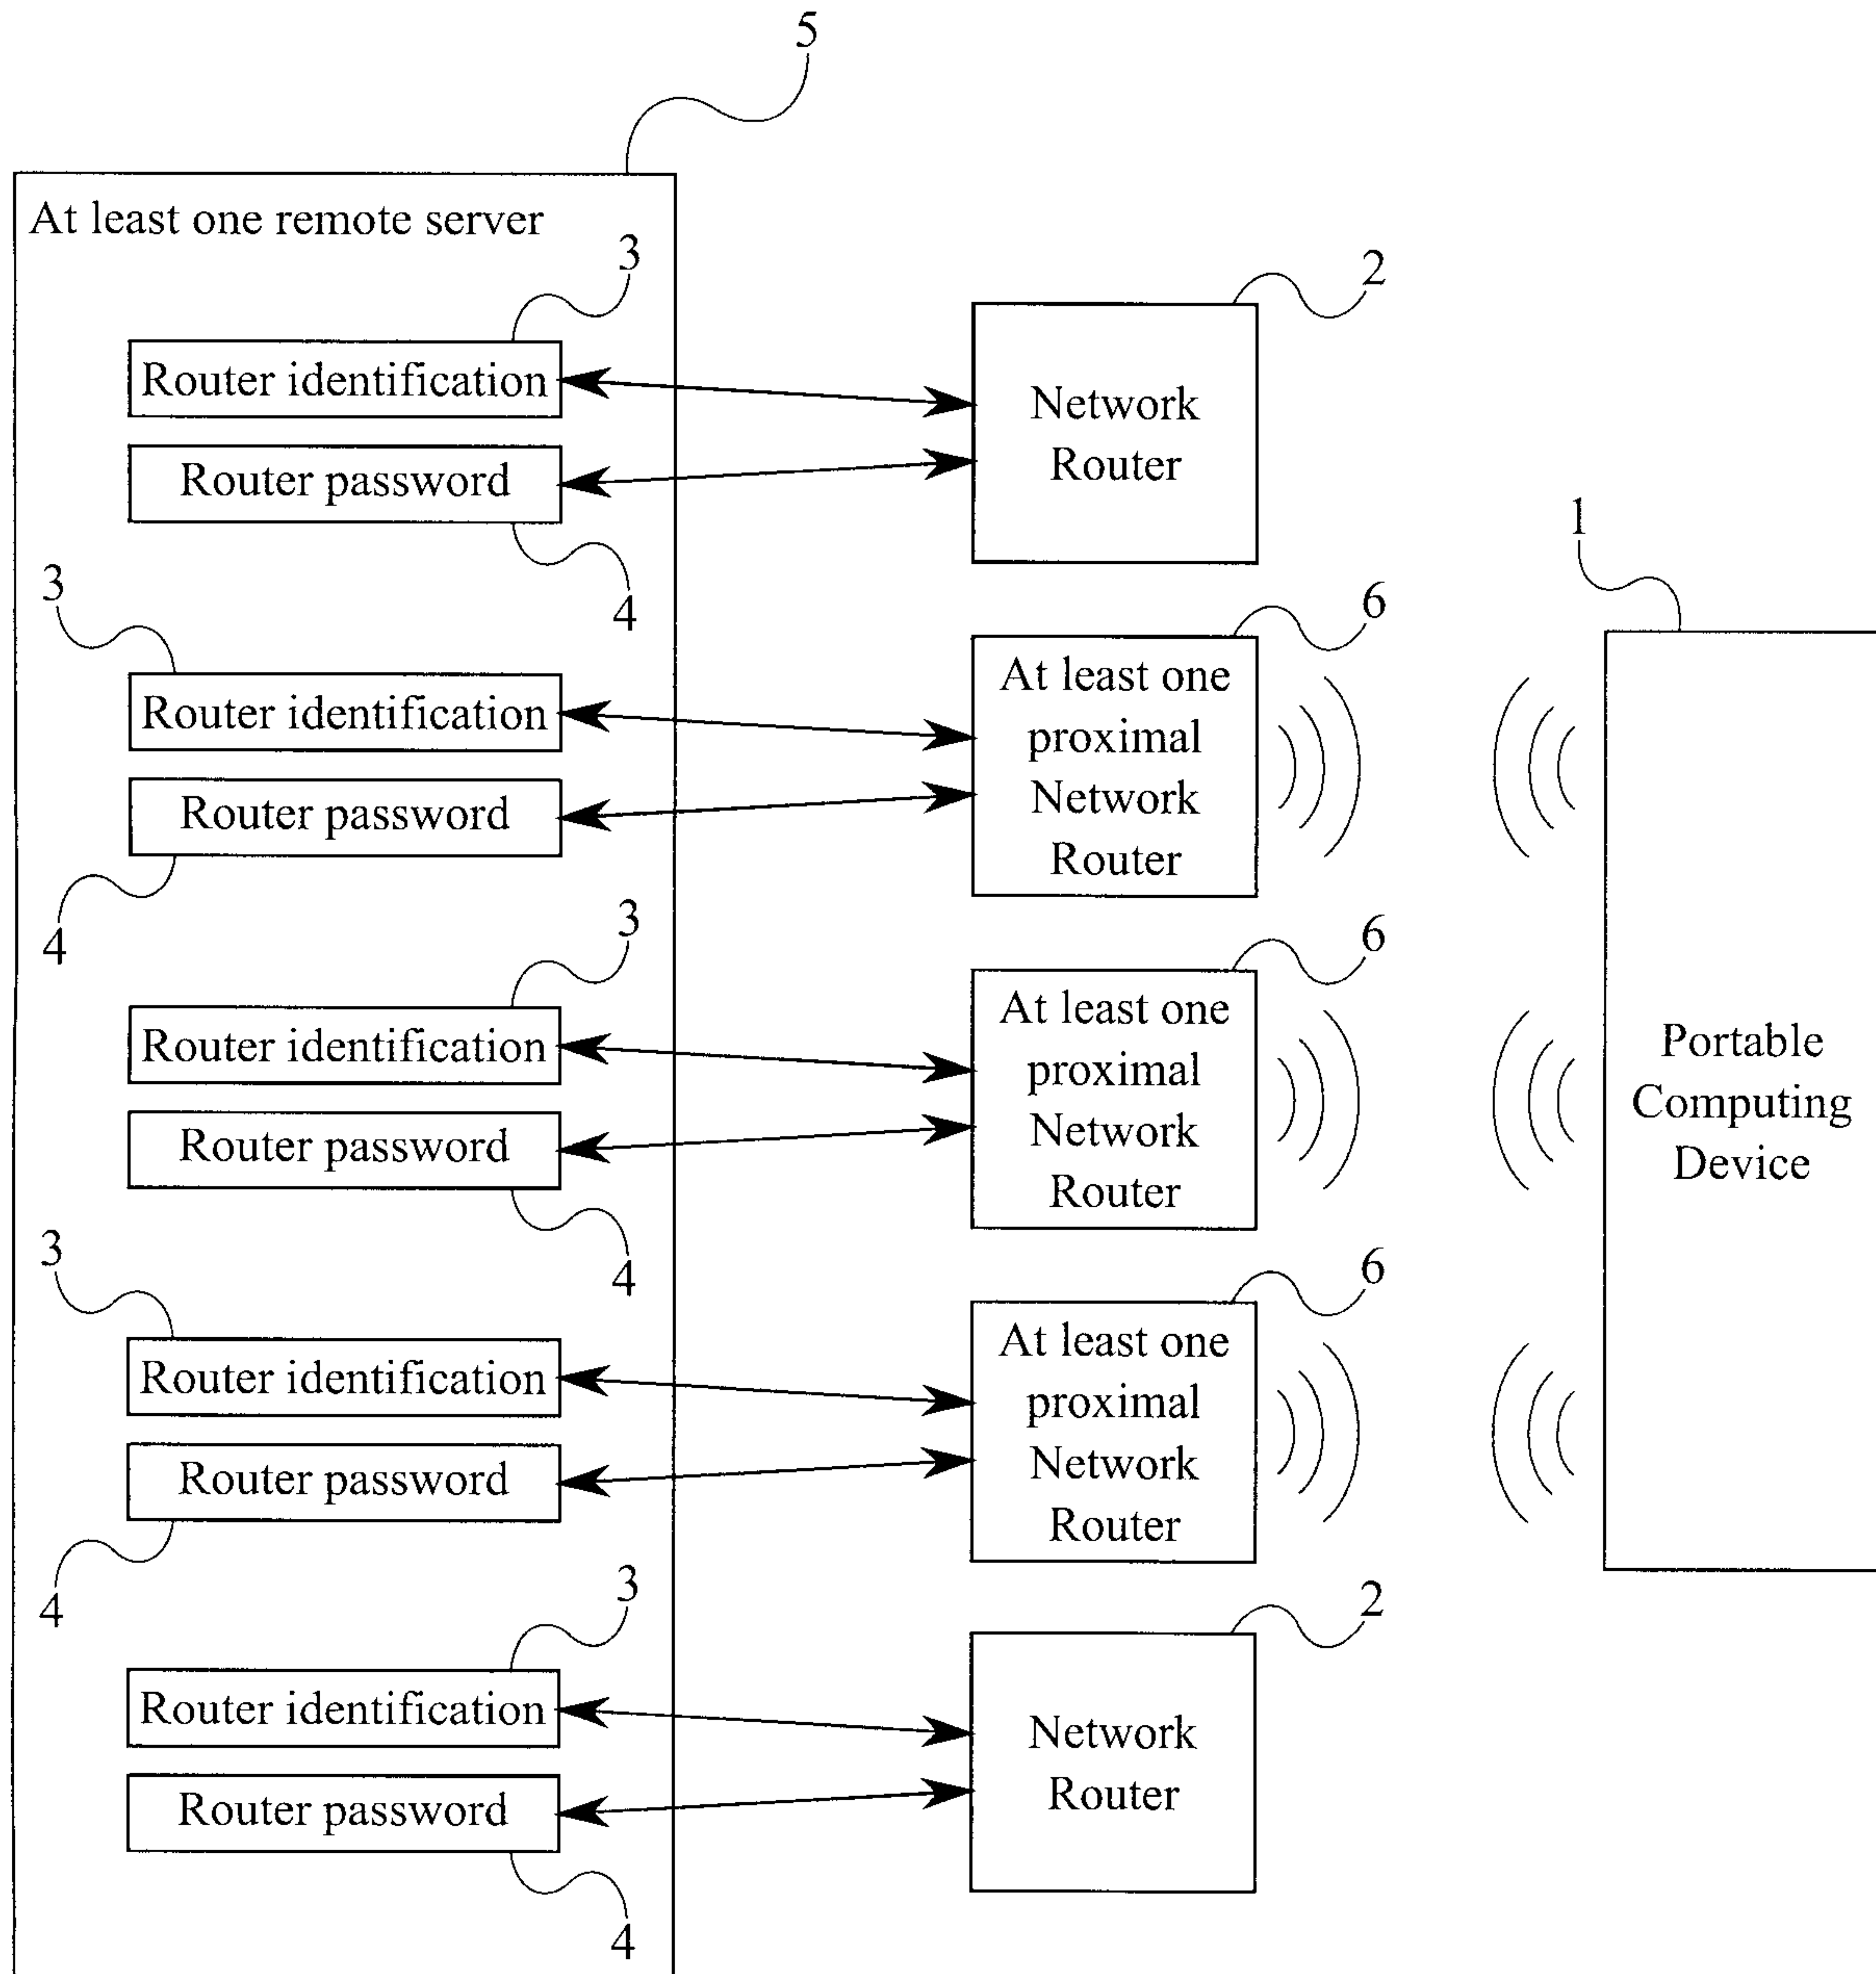 5
At least one remote server
3
Router identification
Router password
4
2
Network
Router
3
Router identification
Router password
4
6
At least one
proximal
Network
Router
1
Portable
Computing
Device
3
Router identification
Router password
4
6
At least one
proximal
Network
Router
3
Router identification
Router password
4
6
At least one
proximal
Network
Router
3
Router identification
Router password
4
2
Network
Router